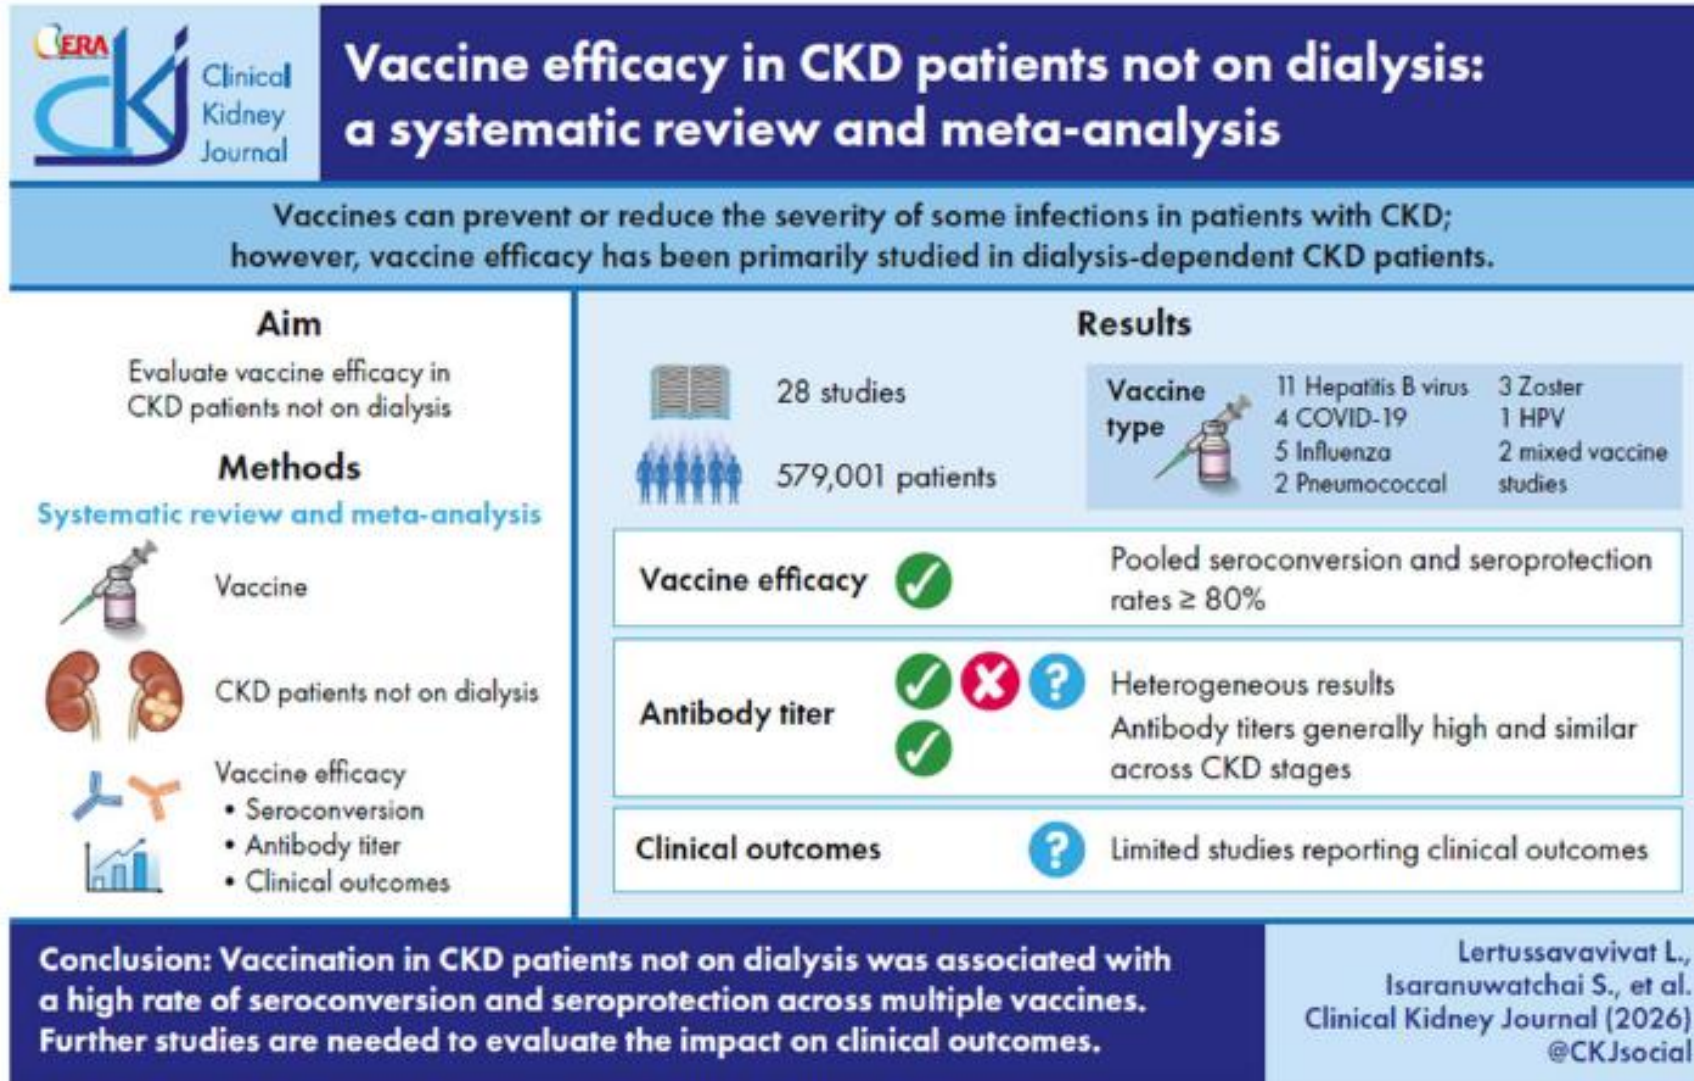 ERA
CKJ
Clinical
Kidney
Journal
Vaccine efficacy in CKD patients not on dialysis:
a systematic review and meta-analysis
Vaccines can prevent or reduce the severity of some infections in patients with CKD;
however, vaccine efficacy has been primarily studied in dialysis-dependent CKD patients.
Aim
Evaluate vaccine efficacy in
CKD patients not on dialysis
Methods
Systematic review and meta-analysis
Vaccine
CKD patients not on dialysis
Vaccine efficacy
• Seroconversion
• Antibody titer
• Clinical outcomes
Results
28 studies
579,001 patients
Vaccine
type
11 Hepatitis B virus
4 COVID-19
5 Influenza
2 Pneumococcal
3 Zoster
1 HPV
2 mixed vaccine
studies
Vaccine efficacy
Pooled seroconversion and seroprotection
rates ≥ 80%
Antibody titer
?
Heterogeneous results
Antibody titers generally high and similar
across CKD stages
Clinical outcomes
?
Limited studies reporting clinical outcomes
Conclusion: Vaccination in CKD patients not on dialysis was associated with
a high rate of seroconversion and seroprotection across multiple vaccines.
Further studies are needed to evaluate the impact on clinical outcomes.
Lertussavavivat L.,
Isaranuwatchai S., et al.
Clinical Kidney Journal (2026)
@CKJsocial